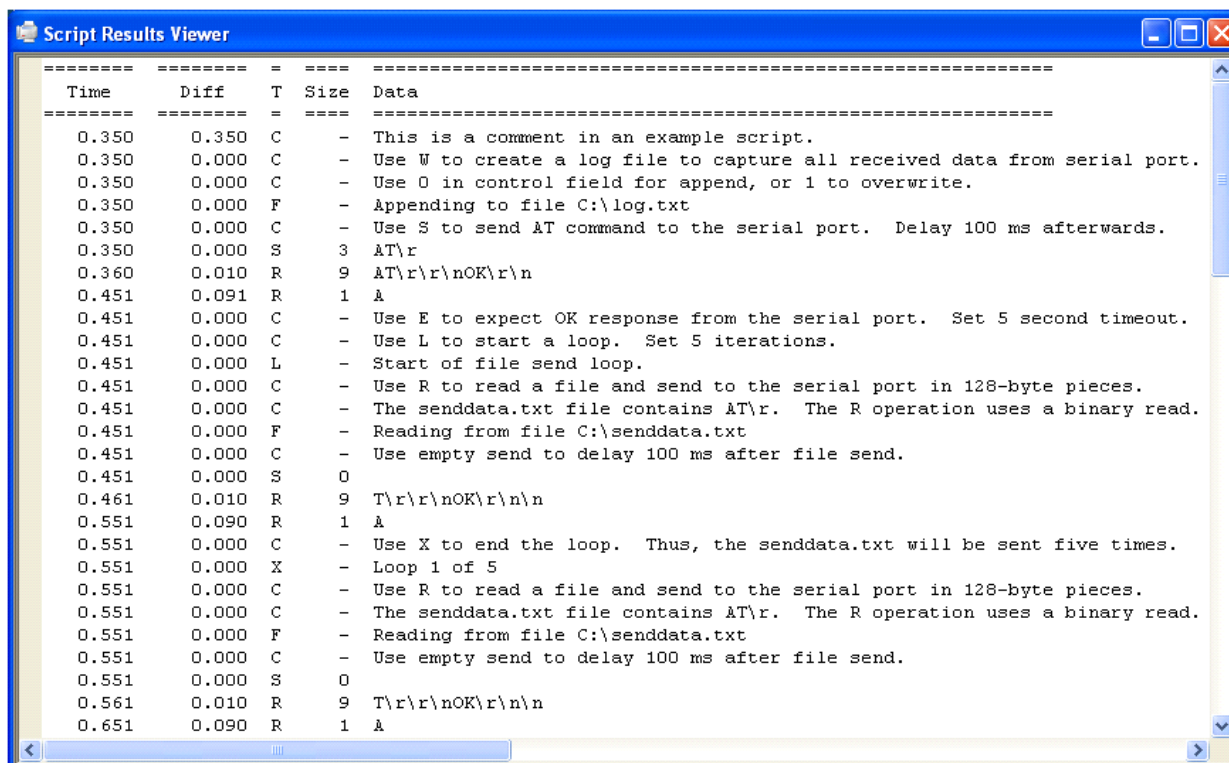 Script Results Viewer
======== ======== = ==== ============================================================
Time Diff T Size Data
======== ======== = ==== ============================================================
0.350 0.350 C - This is a comment in an example script.
0.350 0.000 C - Use W to create a log file to capture all received data from serial port.
0.350 0.000 C - Use 0 in control field for append, or 1 to overwrite.
0.350 0.000 F - Appending to file C:\log.txt
0.350 0.000 C - Use S to send AT command to the serial port.  Delay 100 ms afterwards.
0.350 0.000 S 3 AT\r
0.360 0.010 R 9 AT\r\r\nOK\r\n
0.451 0.091 R 1 A
0.451 0.000 C - Use E to expect OK response from the serial port.  Set 5 second timeout.
0.451 0.000 C - Use L to start a loop.  Set 5 iterations.
0.451 0.000 L - Start of file send loop.
0.451 0.000 C - Use R to read a file and send to the serial port in 128-byte pieces.
0.451 0.000 C - The senddata.txt file contains AT\r.  The R operation uses a binary read.
0.451 0.000 F - Reading from file C:\senddata.txt
0.451 0.000 C - Use empty send to delay 100 ms after file send.
0.451 0.000 S 0
0.461 0.010 R 9 T\r\r\nOK\r\n\n
0.551 0.090 R 1 A
0.551 0.000 C - Use X to end the loop.  Thus, the senddata.txt will be sent five times.
0.551 0.000 X - Loop 1 of 5
0.551 0.000 C - Use R to read a file and send to the serial port in 128-byte pieces.
0.551 0.000 C - The senddata.txt file contains AT\r.  The R operation uses a binary read.
0.551 0.000 F - Reading from file C:\senddata.txt
0.551 0.000 C - Use empty send to delay 100 ms after file send.
0.551 0.000 S 0
0.561 0.010 R 9 T\r\r\nOK\r\n\n
0.651 0.090 R 1 A